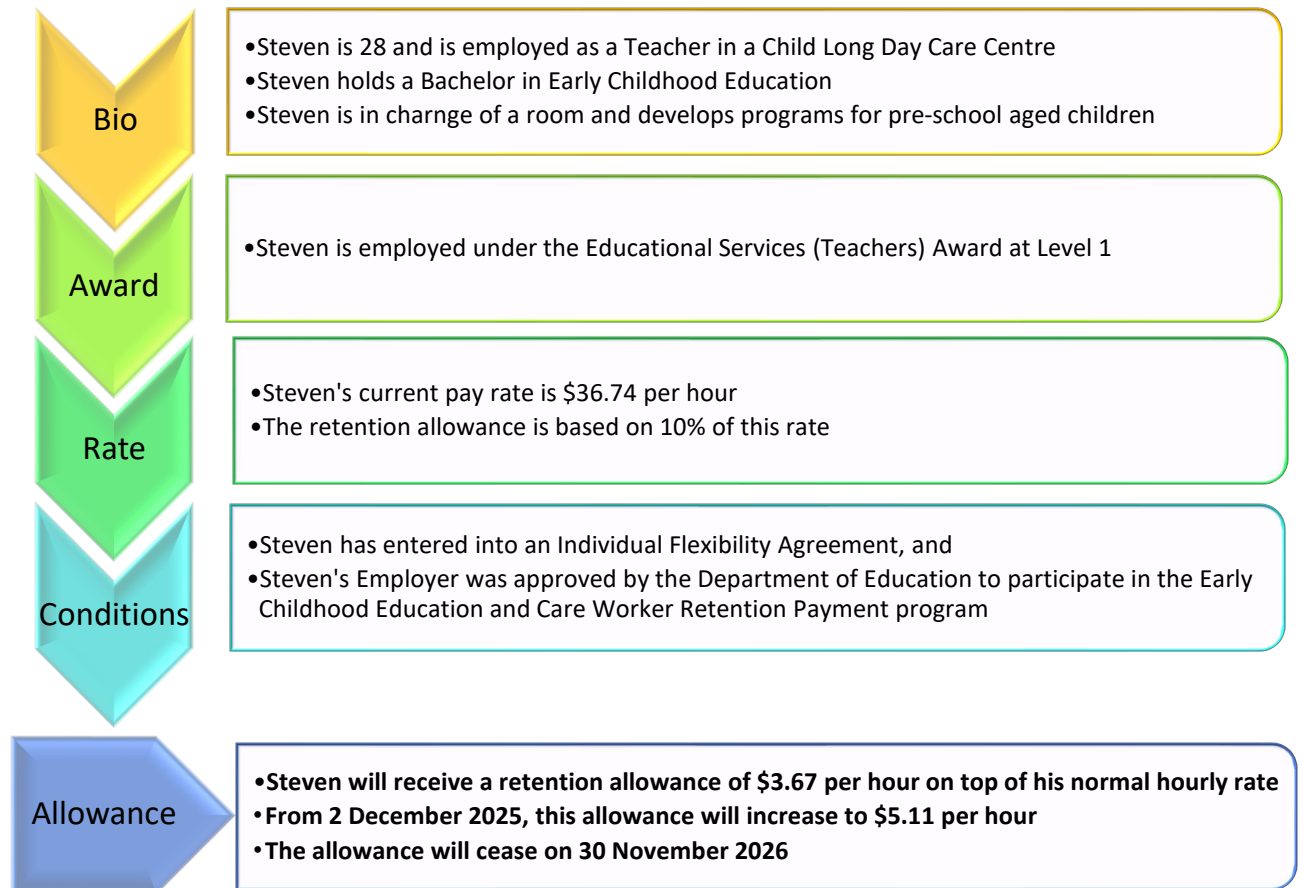 Bio
•Steven is 28 and is employed as a Teacher in a Child Long Day Care Centre
•Steven holds a Bachelor in Early Childhood Education
•Steven is in charnge of a room and develops programs for pre-school aged children
Award
•Steven is employed under the Educational Services (Teachers) Award at Level 1
Rate
•Steven's current pay rate is $36.74 per hour
•The retention allowance is based on 10% of this rate
Conditions
•Steven has entered into an Individual Flexibility Agreement, and
•Steven's Employer was approved by the Department of Education to participate in the Early
Childhood Education and Care Worker Retention Payment program
Allowance
•Steven will receive a retention allowance of $3.67 per hour on top of his normal hourly rate
•From 2 December 2025, this allowance will increase to $5.11 per hour
•The allowance will cease on 30 November 2026